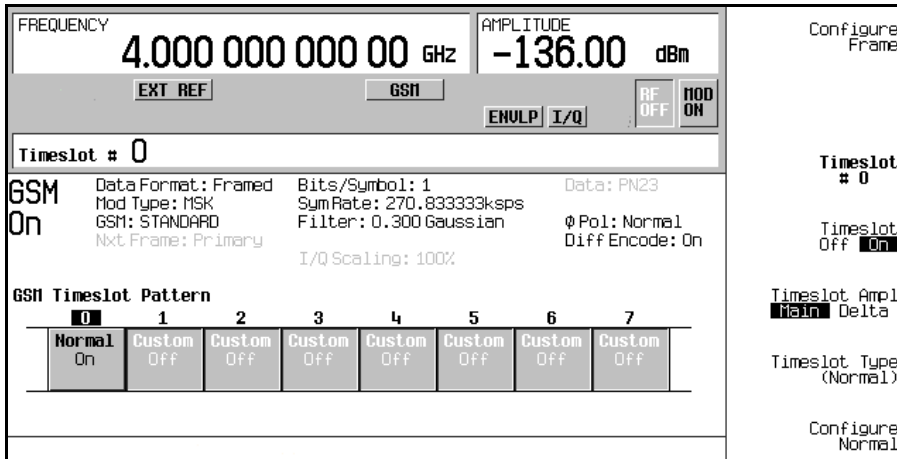 FREQUENCY
4.000 000 000 00 GHz
AMPLITUDE
-136.00 dBm
EXT REF
GSM
ENVLP I/Q
RF OFF
MOD ON
Timeslot # 0
GSM On
Data Format: Framed
Mod Type: MSK
GSM: STANDARD
Nxt Frame: Primary
Bits/Symbol: 1
Sym Rate: 270.833333ksps
Filter: 0.300 Gaussian
I/Q Scaling: 100%
Data: PN23
Φ Pol: Normal
Diff Encode: On
GSM Timeslot Pattern
0 1 2 3 4 5 6 7
Normal Custom Custom Custom Custom Custom Custom Custom
On Off Off Off Off Off Off Off
Configure
Frame
Timeslot
# 0
Timeslot
Off On
Timeslot Ampl
Main Delta
Timeslot Type
(Normal)
Configure
Normal